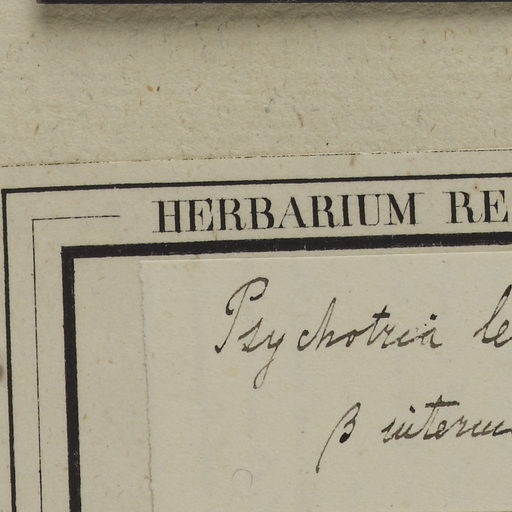 HERBARIUM RE
Psychotria le
β interm